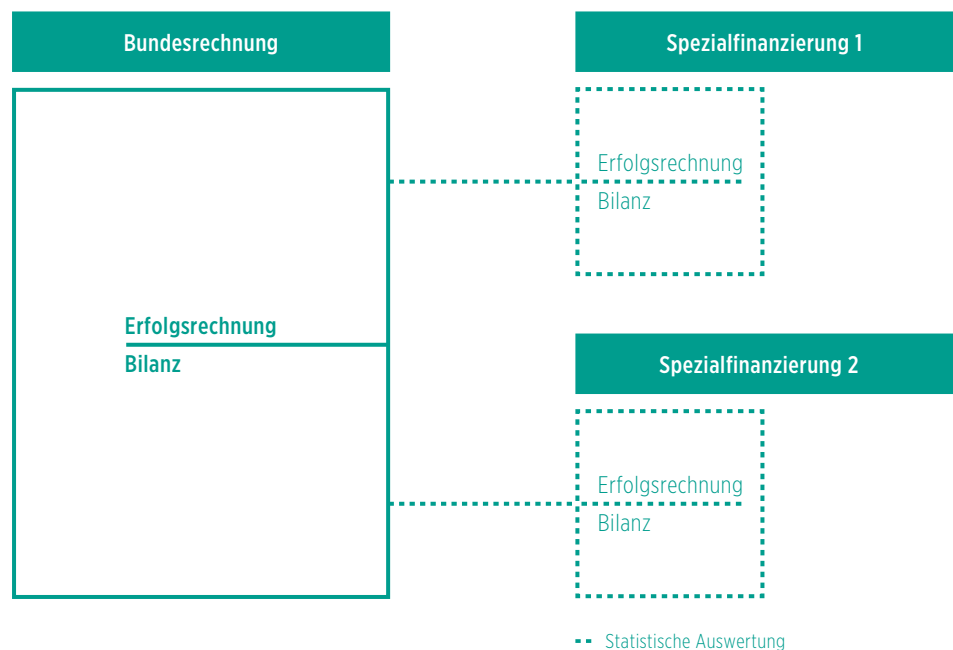 Bundesrechnung
Erfolgsrechnung
Bilanz
Spezialfinanzierung 1
Erfolgsrechnung
Bilanz
Spezialfinanzierung 2
Erfolgsrechnung
Bilanz
Statistische Auswertung